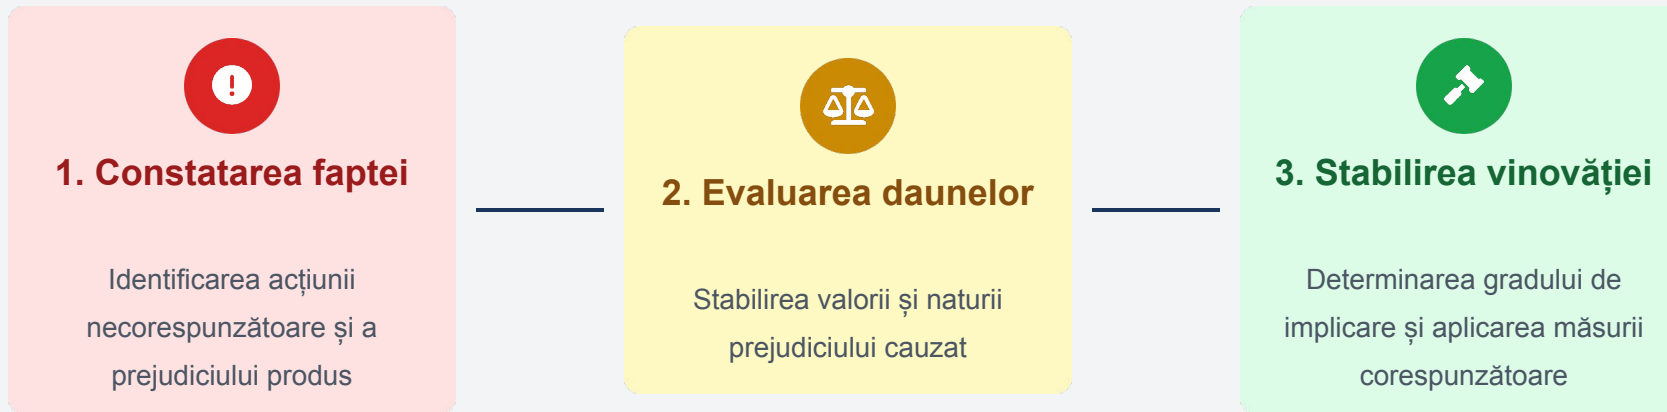 1. Constatarea faptei
Identificarea acțiunii
necorespunzătoare și a
prejudiciului produs
2. Evaluarea daunelor
Stabilirea valorii și naturii
prejudiciului cauzat
3. Stabilirea vinovăției
Determinarea gradului de
implicare și aplicarea măsurii
corespunzătoare